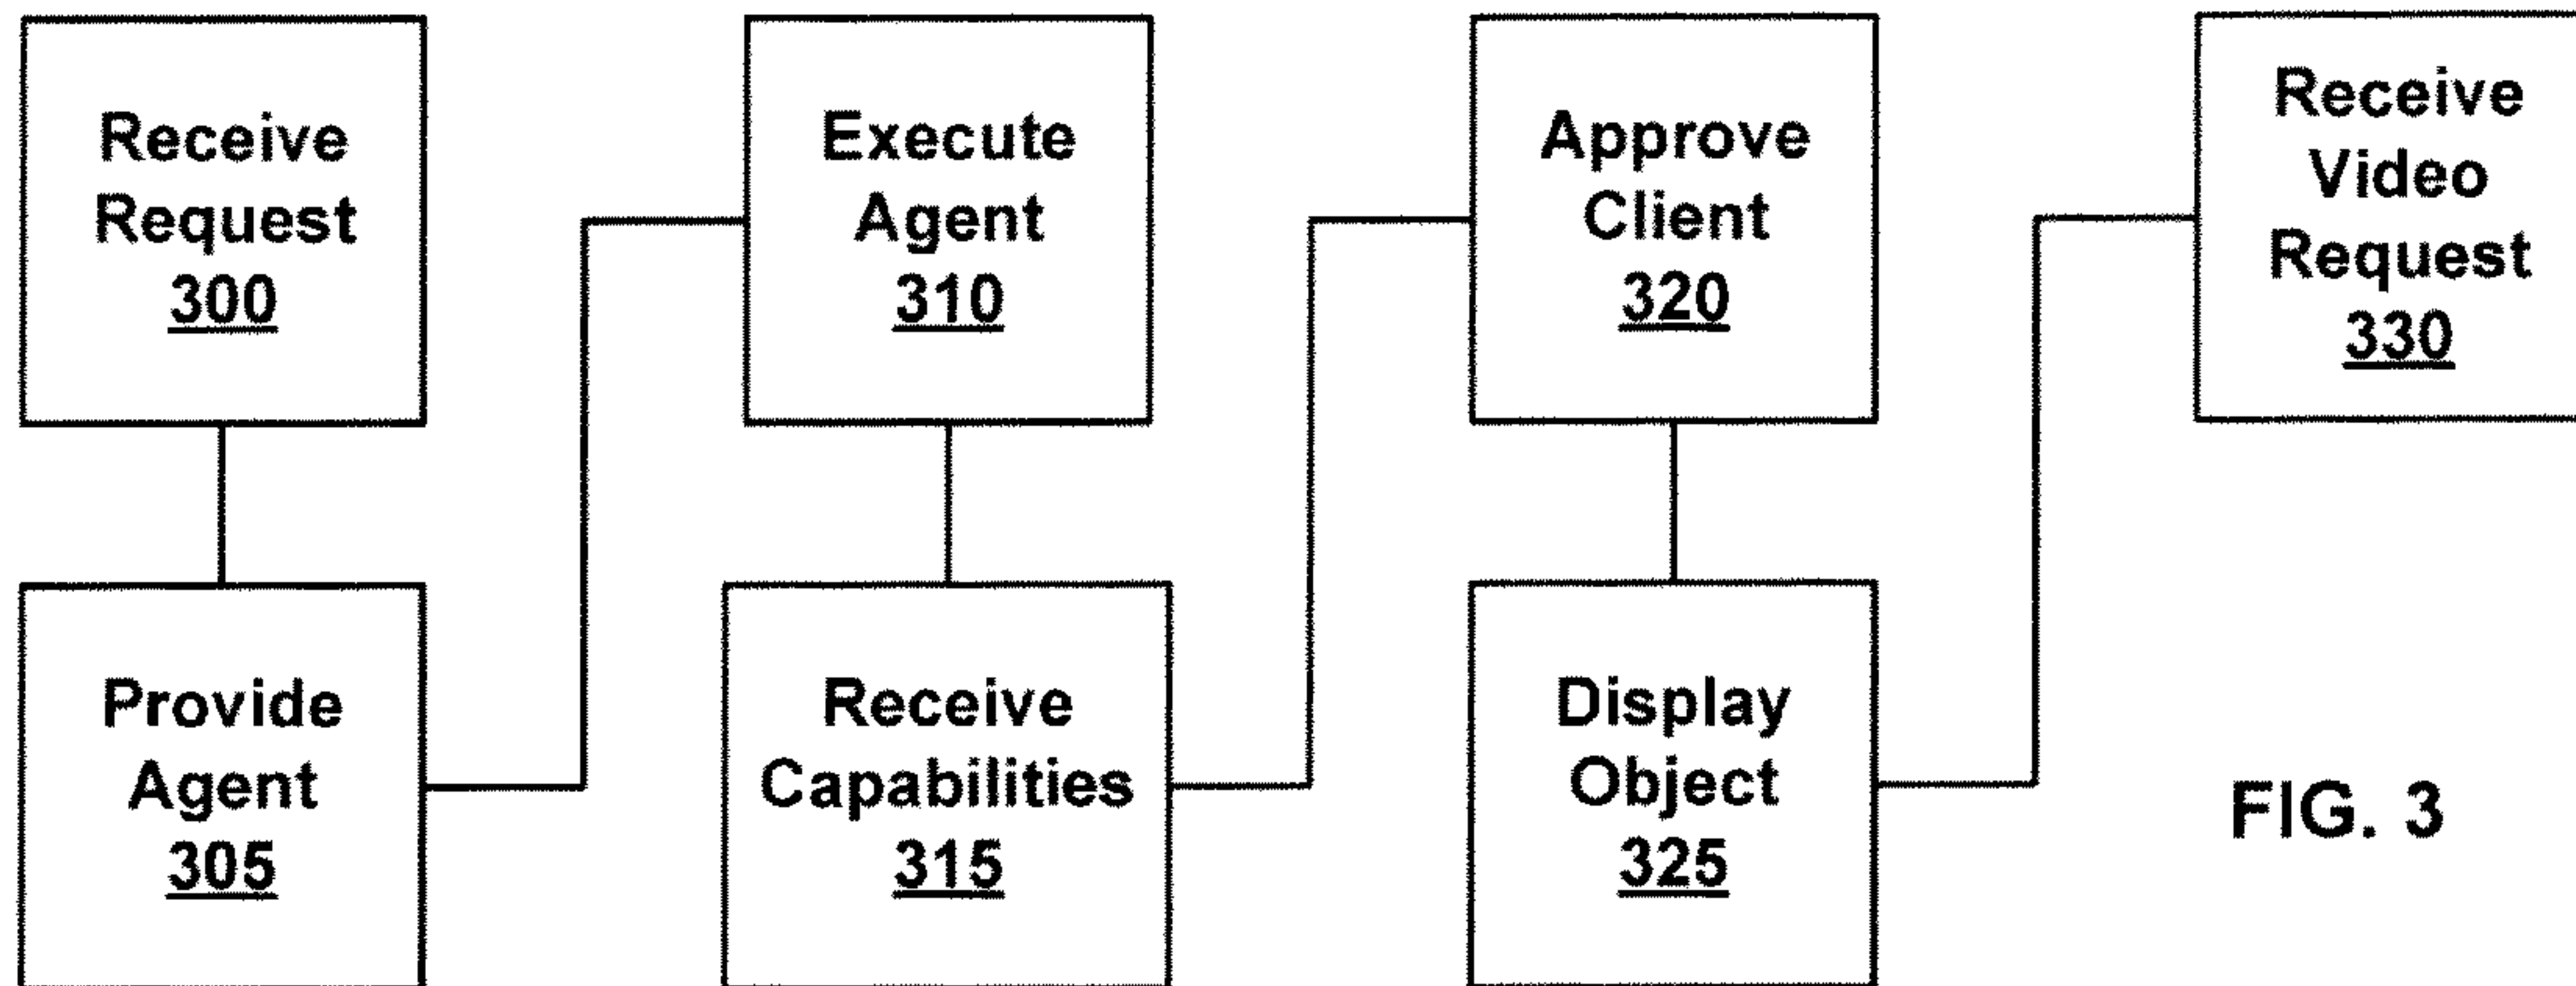 Receive
Request
300
Provide
Agent
305
Execute
Agent
310
Receive
Capabilities
315
Approve
Client
320
Display
Object
325
Receive
Video
Request
330
FIG. 3